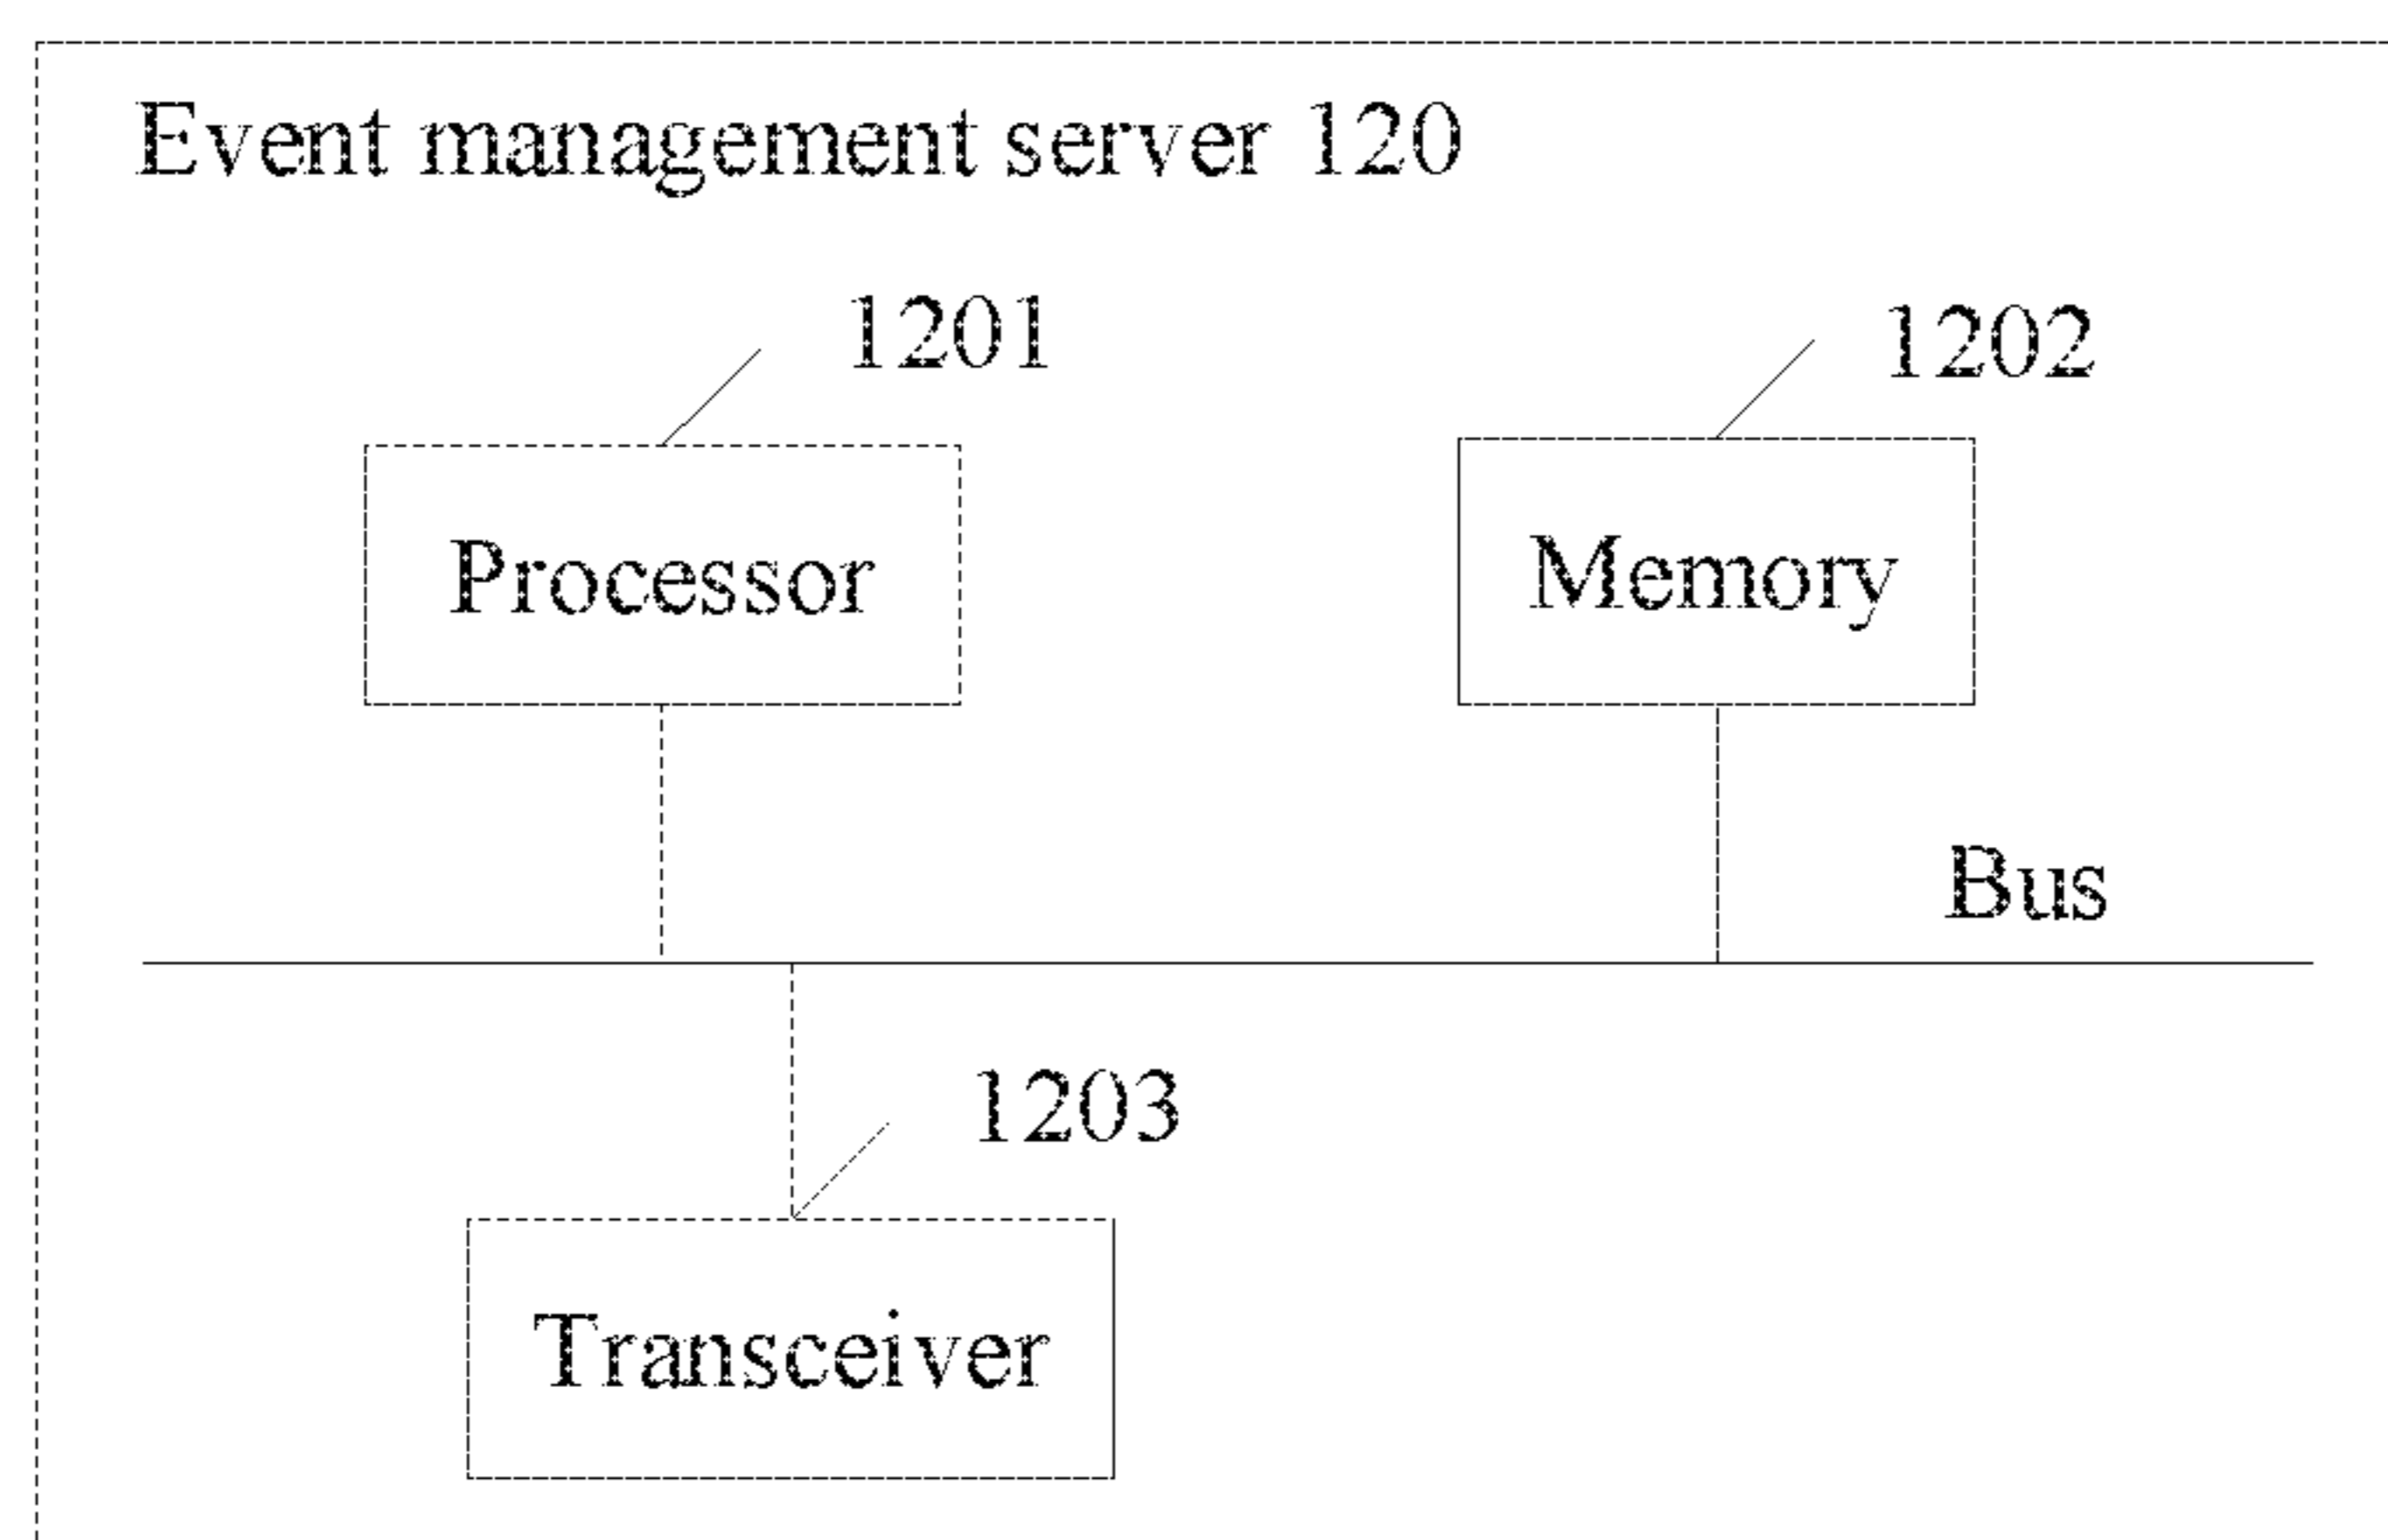 Event management server 120
1201
1202
Processor
Memory
Bus
1203
Transceiver